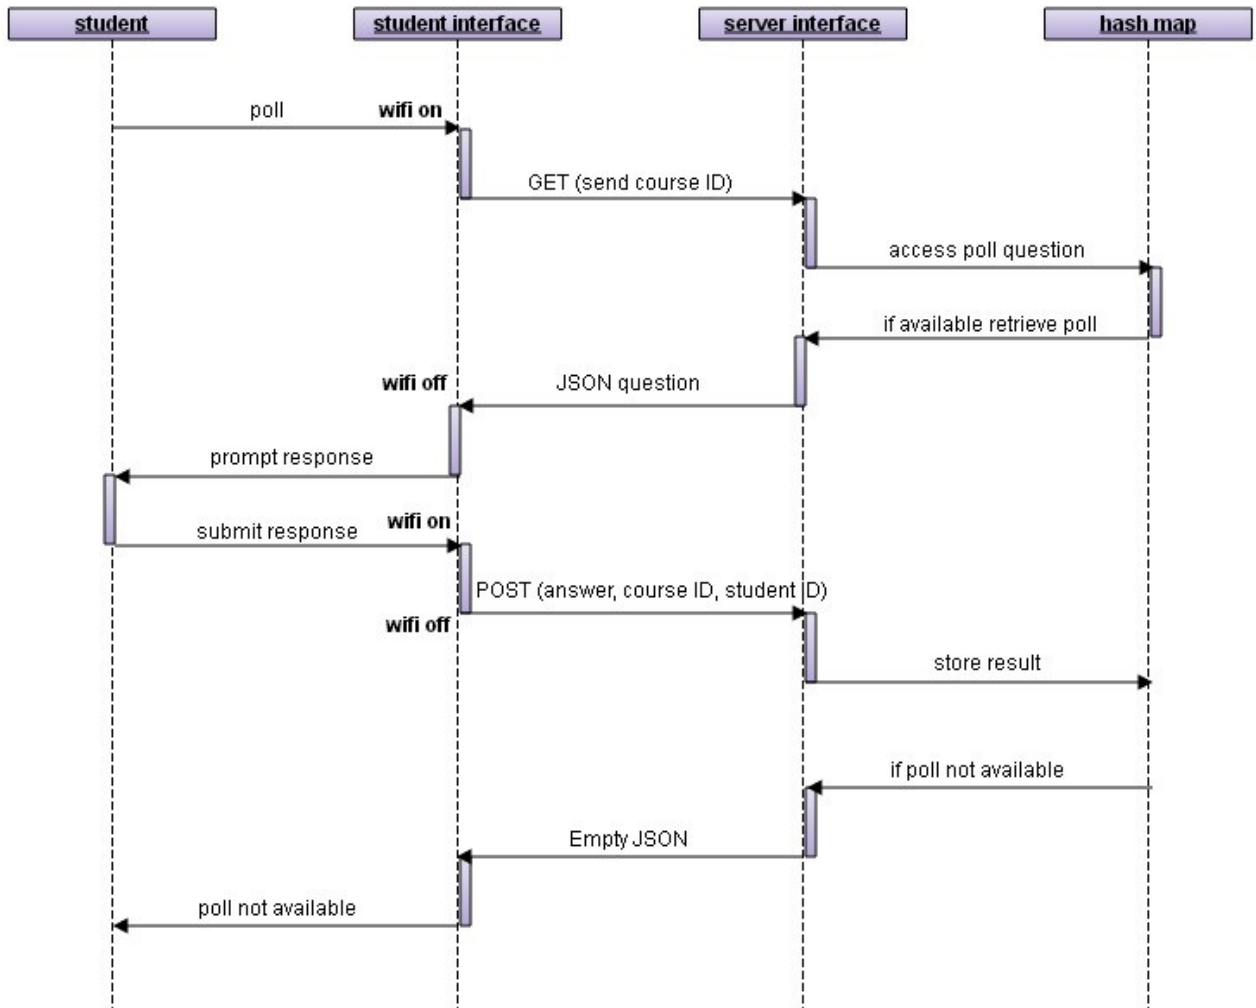 student
student interface
server interface
hash map
poll
wifi on
GET (send course ID)
access poll question
if available retrieve poll
wifi off
JSON question
prompt response
wifi on
submit response
POST (answer, course ID, student ID)
wifi off
store result
if poll not available
Empty JSON
poll not available